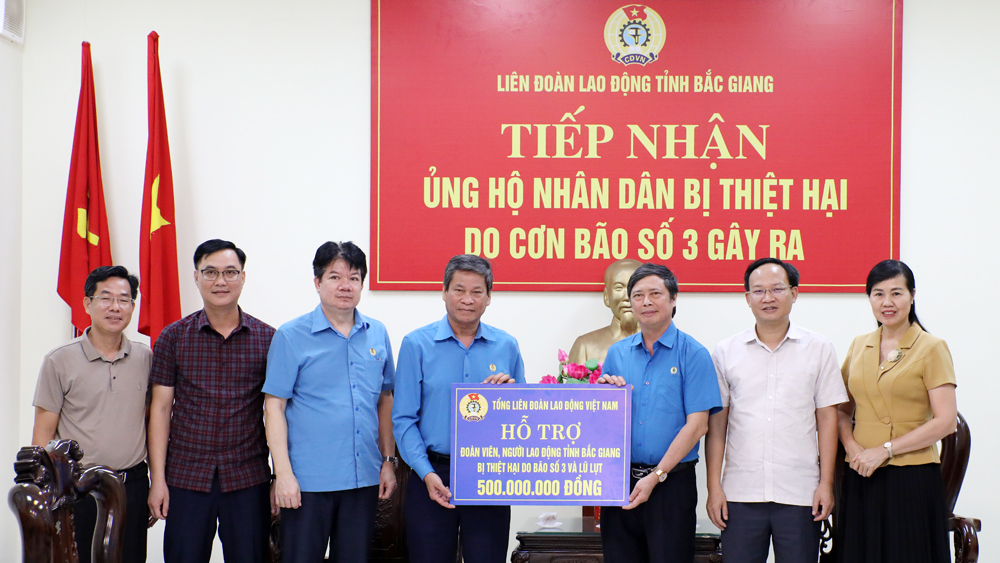 CĐVN
LIÊN ĐOÀN LAO ĐỘNG TỈNH BẮC GIANG
TIẾP NHẬN
ỦNG HỘ NHÂN DÂN BỊ THIỆT HẠI
DO CƠN BÃO SỐ 3 GÂY RA
TỔNG LIÊN ĐOÀN LAO ĐỘNG VIỆT NAM
HỖ TRỢ
ĐOÀN VIÊN, NGƯỜI LAO ĐỘNG TỈNH BẮC GIANG
BỊ THIỆT HẠI DO BÃO SỐ 3 VÀ LŨ LỤT
500.000.000 ĐỒNG